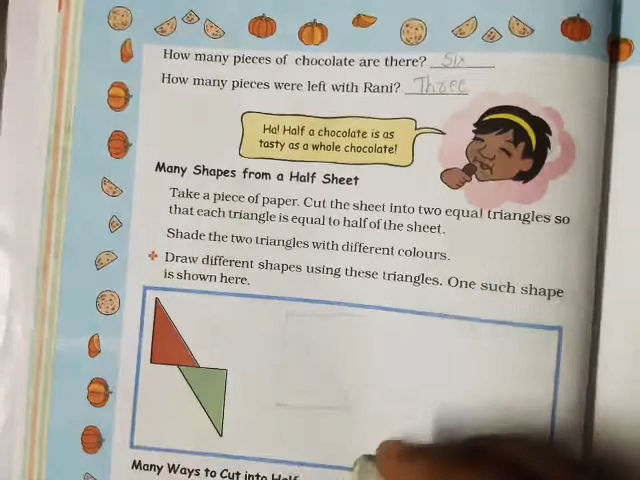 How many pieces of chocolate are there? Six
How many pieces were left with Rani? Three
Ha! Half a chocolate is as
tasty as a whole chocolate!
Many Shapes from a Half Sheet
Take a piece of paper. Cut the sheet into two equal triangles so
that each triangle is equal to half of the sheet.
Shade the two triangles with different colours.
Draw different shapes using these triangles. One such shape
is shown here.
Many Ways to Cut into Half